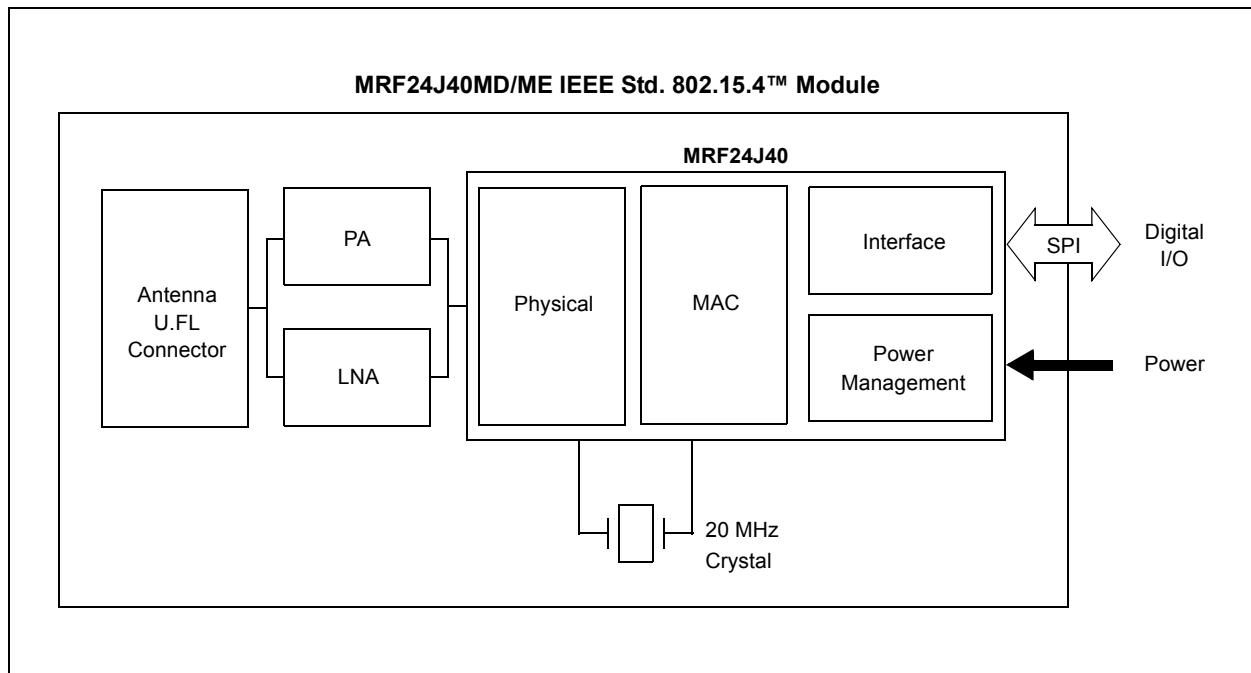 MRF24J40MD/ME IEEE Std. 802.15.4™ Module
MRF24J40
Antenna
U.FL
Connector
PA
LNA
Physical
MAC
Interface
Power
Management
SPI
Digital
I/O
Power
20 MHz
Crystal